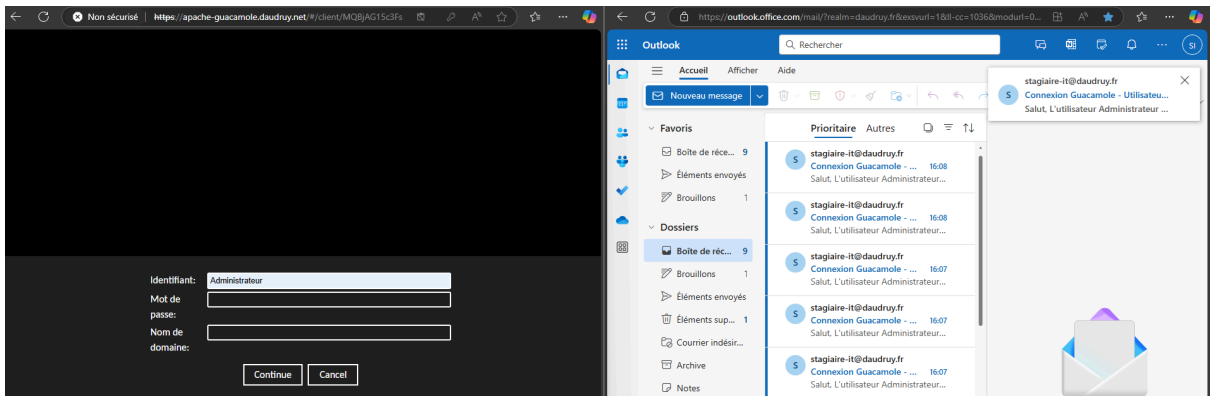 Non sécurisé | https://apache-guacamole.daudruy.net/#/client/MQBjAG15c3Fs
Identifiant:
Administrateur
Mot de
passe:
Nom de
domaine:
Continue
Cancel
https://outlook.office.com/mail/?realm=daudruy.fr&exsvurl=1&ll-cc=1036&modurl=0...
Outlook
Rechercher
SI
Accueil
Afficher
Aide
Nouveau message
stagiaire-it@daudruy.fr
S
Connexion Guacamole - Utilisateu...
Salut, L'utilisateur Administrateur ...
Favoris
Boîte de réce... 9
Éléments envoyés
Brouillons 1
Dossiers
Boîte de réc... 9
Brouillons 1
Éléments envoyés
Éléments sup... 1
Courrier indésir...
Archive
Notes
Prioritaire
Autres
S
stagiaire-it@daudruy.fr
Connexion Guacamole - ... 16:08
Salut, L'utilisateur Administrateur...
S
stagiaire-it@daudruy.fr
Connexion Guacamole - ... 16:08
Salut, L'utilisateur Administrateur...
S
stagiaire-it@daudruy.fr
Connexion Guacamole - ... 16:07
Salut, L'utilisateur Administrateur...
S
stagiaire-it@daudruy.fr
Connexion Guacamole - ... 16:07
Salut, L'utilisateur Administrateur...
S
stagiaire-it@daudruy.fr
Connexion Guacamole - ... 16:07
Salut, L'utilisateur Administrateur...